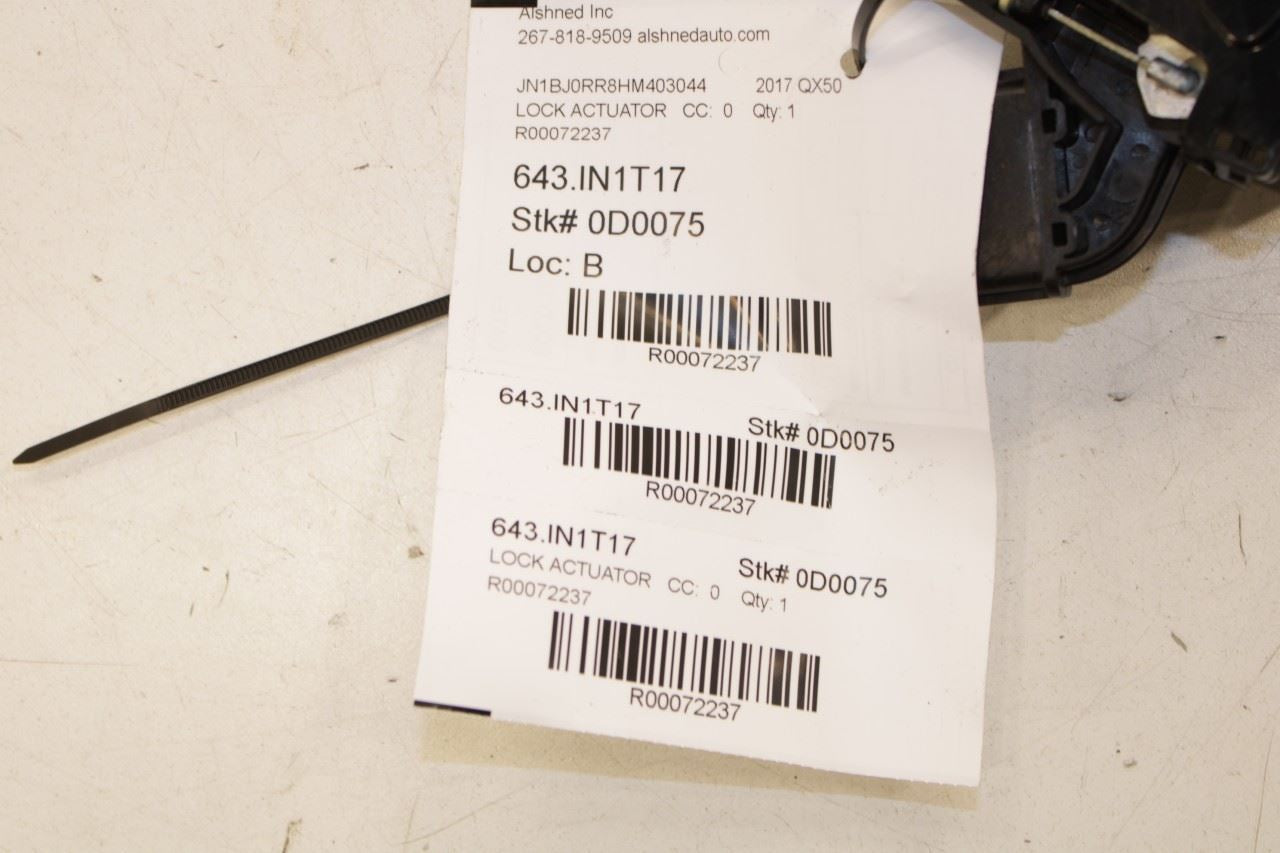 Alshned Inc
267-818-9509 alshnedauto.com
JN1BJ0RR8HM403044 2017 QX50
LOCK ACTUATOR CC: 0 Qty: 1
R00072237
643.IN1T17
Stk# 0D0075
Loc: B
R00072237
643.IN1T17 Stk# 0D0075
R00072237
643.IN1T17 Stk# 0D0075
LOCK ACTUATOR CC: 0 Qty: 1
R00072237
R00072237